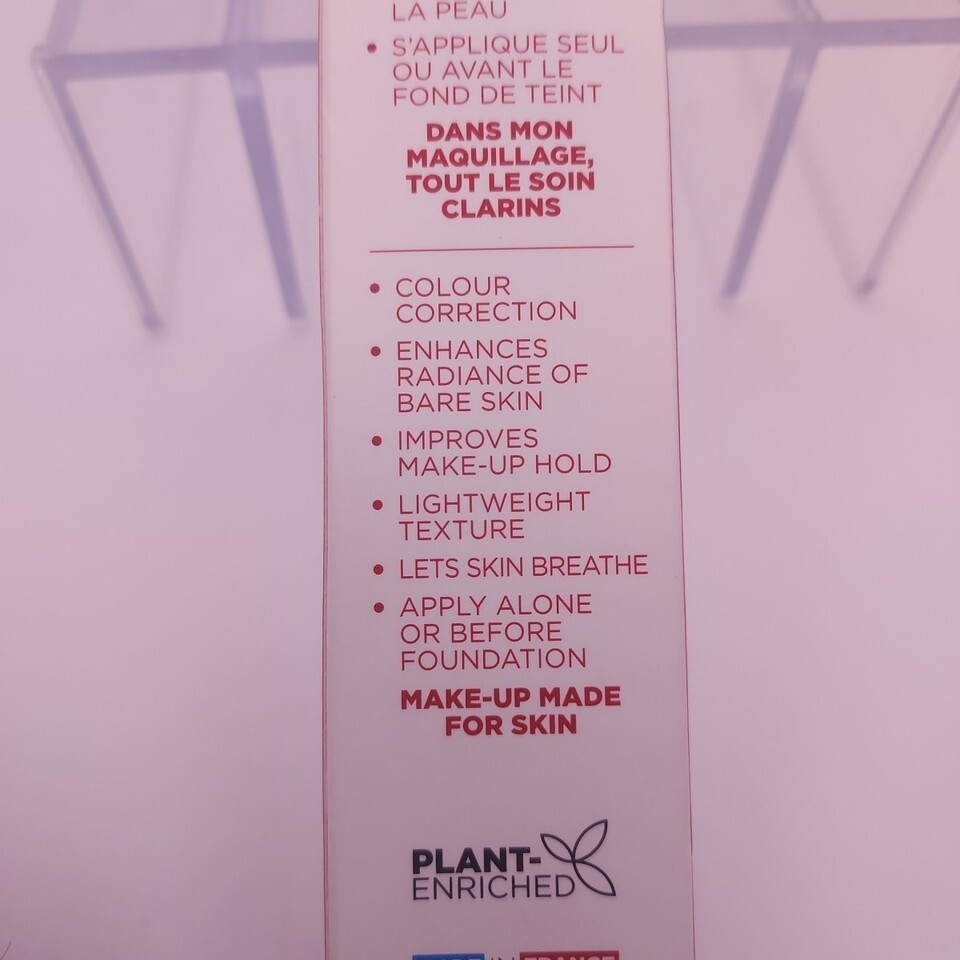 LA PEAU
• S'APPLIQUE SEUL
OU AVANT LE
FOND DE TEINT
DANS MON
MAQUILLAGE,
TOUT LE SOIN
CLARINS
• COLOUR
CORRECTION
• ENHANCES
RADIANCE OF
BARE SKIN
• IMPROVES
MAKE-UP HOLD
• LIGHTWEIGHT
TEXTURE
• LETS SKIN BREATHE
• APPLY ALONE
OR BEFORE
FOUNDATION
MAKE-UP MADE
FOR SKIN
PLANT-
ENRICHED
IN FRANCE